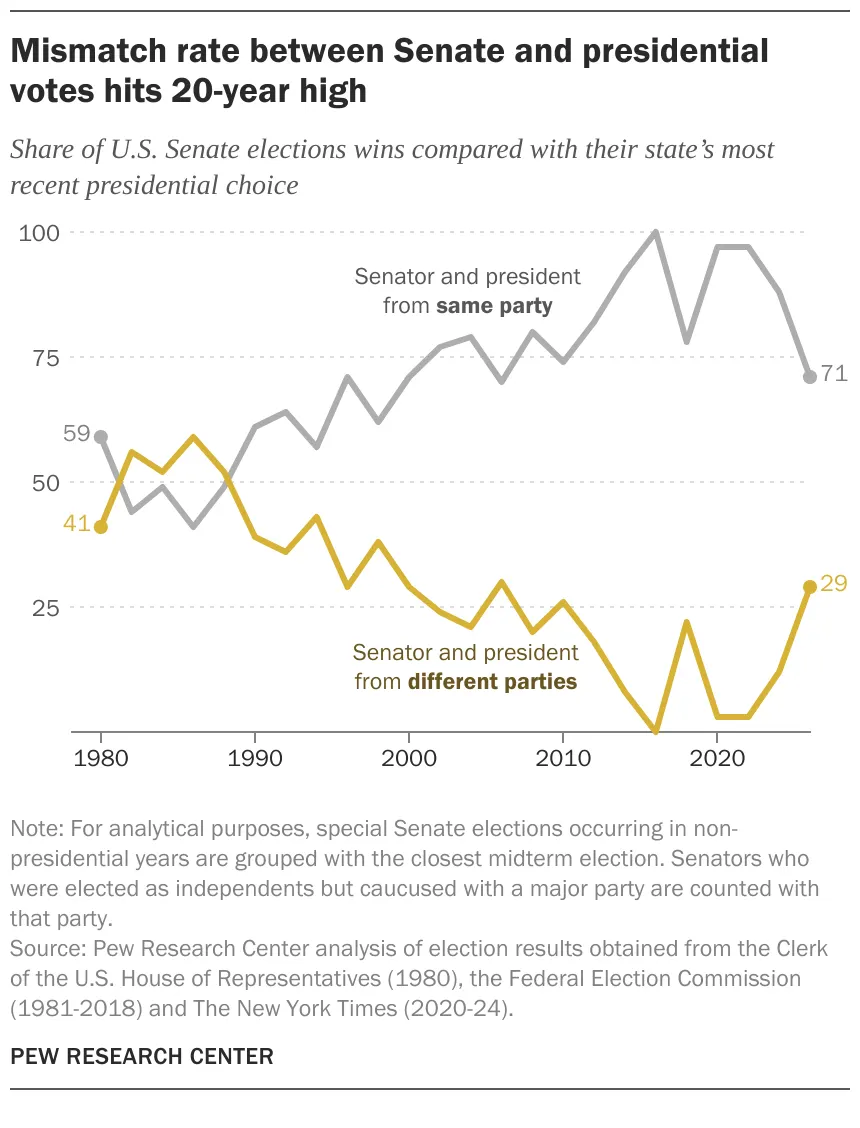 Mismatch rate between Senate and presidential
votes hits 20-year high
Share of U.S. Senate elections wins compared with their state’s most
recent presidential choice
100
Senator and president
from same party
75
71
59
50
41
29
25
Senator and president
from different parties
1980
1990
2000
2010
2020
Note: For analytical purposes, special Senate elections occurring in non-
presidential years are grouped with the closest midterm election. Senators who
were elected as independents but caucused with a major party are counted with
that party.
Source: Pew Research Center analysis of election results obtained from the Clerk
of the U.S. House of Representatives (1980), the Federal Election Commission
(1981-2018) and The New York Times (2020-24).
PEW RESEARCH CENTER